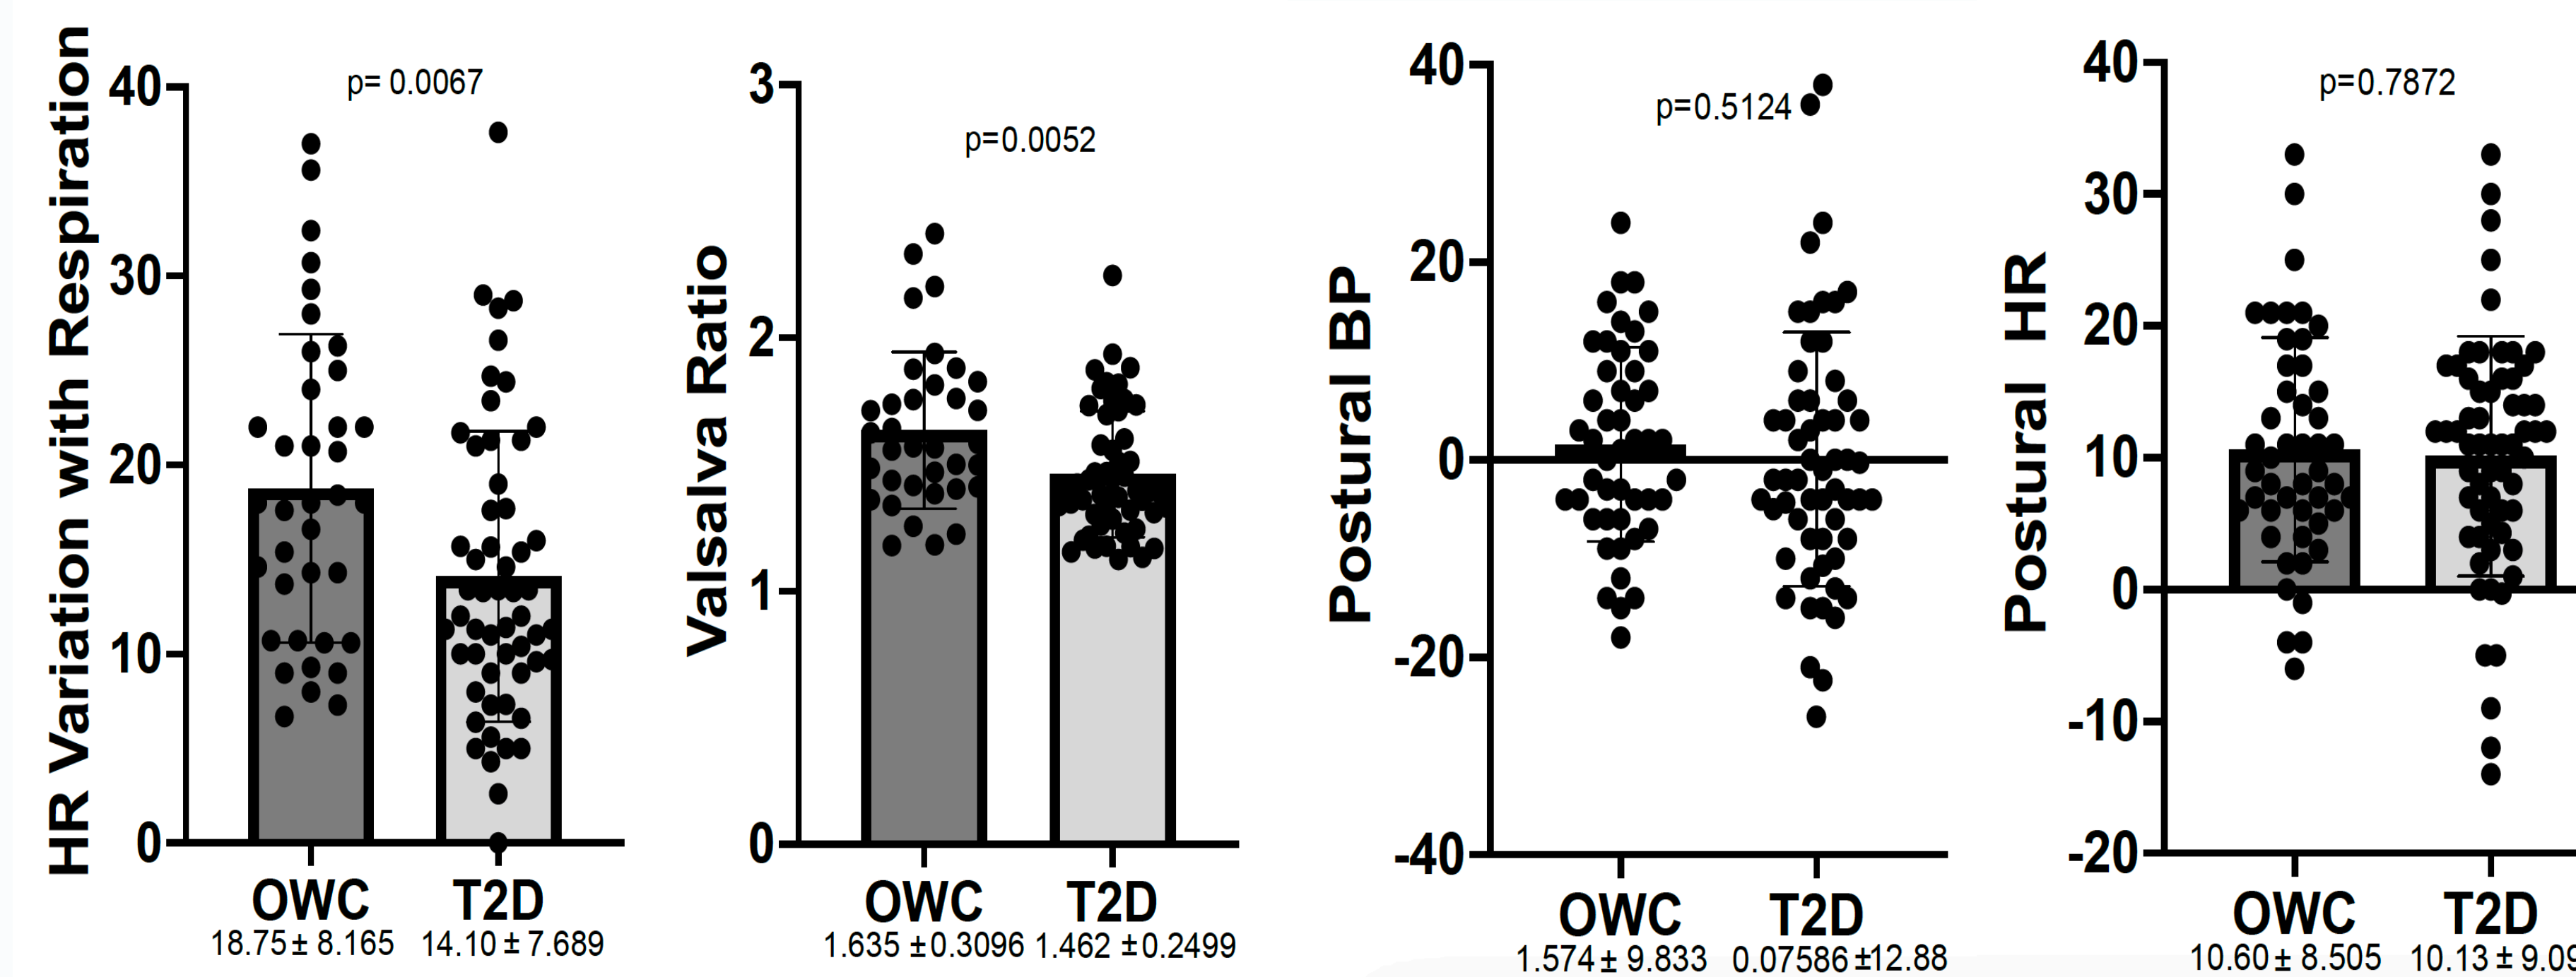 HR Variation with Respiration
40
30
20
10
0
p= 0.0067
OWC
T2D
18.75 ± 8.165
14.10 ± 7.689
Valsalva Ratio
3
2
1
0
p=0.0052
OWC
T2D
1.635 ±0.3096
1.462 ±0.2499
Postural BP
40
20
0
-20
-40
p=0.5124
OWC
T2D
1.574± 9.833
0.07586±12.88
Postural HR
40
30
20
10
0
-10
-20
p=0.7872
OWC
T2D
10.60± 8.505
10.13 ±